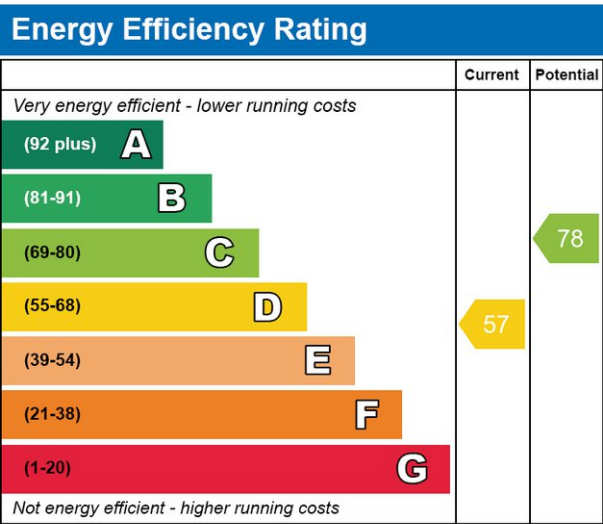 Energy Efficiency Rating
Current Potential
Very energy efficient - lower running costs
(92 plus) A
(81-91) B
(69-80) C
78
(55-68) D
57
(39-54) E
(21-38) F
(1-20) G
Not energy efficient - higher running costs